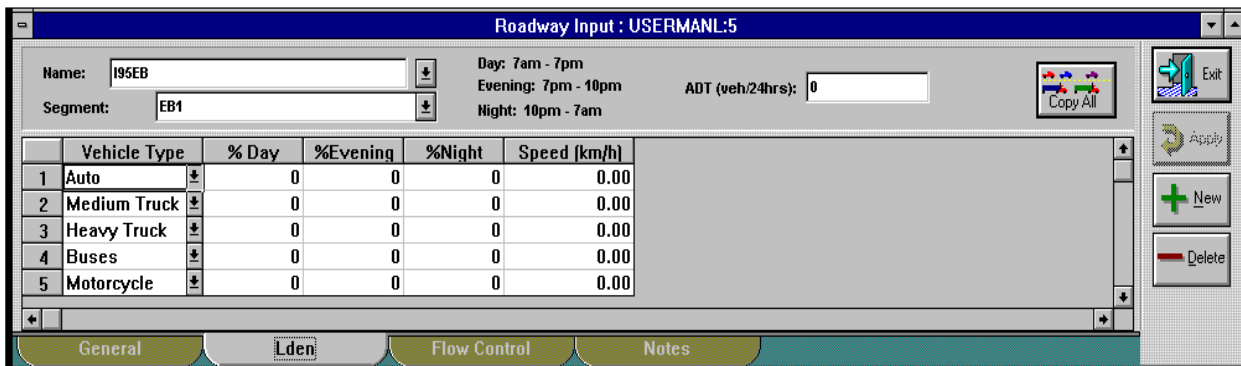 Roadway Input : USERMANL:5
Name: I95EB
Segment: EB1
Day: 7am - 7pm
Evening: 7pm - 10pm
Night: 10pm - 7am
ADT (veh/24hrs): 0
Copy All
Exit
Apply
New
Delete
Vehicle Type % Day %Evening %Night Speed (km/h)
1 Auto 0 0 0 0.00
2 Medium Truck 0 0 0 0.00
3 Heavy Truck 0 0 0 0.00
4 Buses 0 0 0 0.00
5 Motorcycle 0 0 0 0.00
General Lden Flow Control Notes